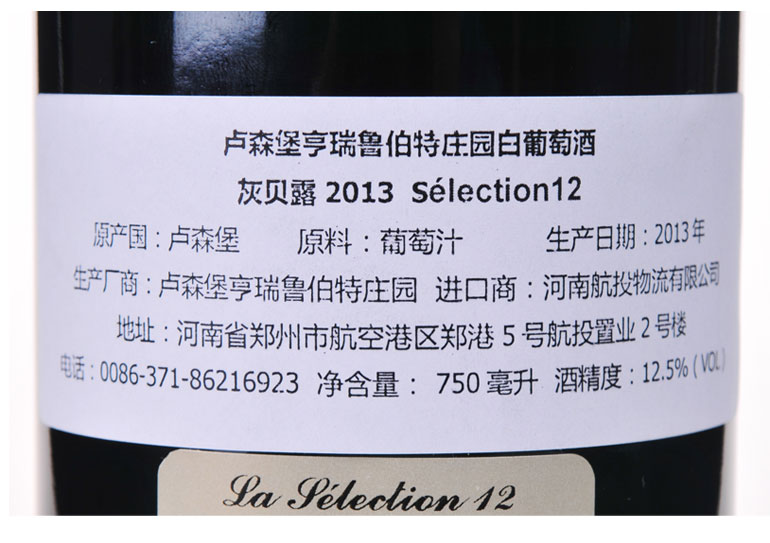 卢森堡亨瑞鲁伯特庄园白葡萄酒
灰贝露 2013 Sélection12
原产国：卢森堡 原料：葡萄汁 生产日期：2013年
生产厂商：卢森堡亨瑞鲁伯特庄园 进口商：河南航投物流有限公司
地址：河南省郑州市航空港区郑港5号航投置业2号楼
电话：0086-371-86216923 净含量：750毫升 酒精度：12.5%（VOL）
La Sélection 12